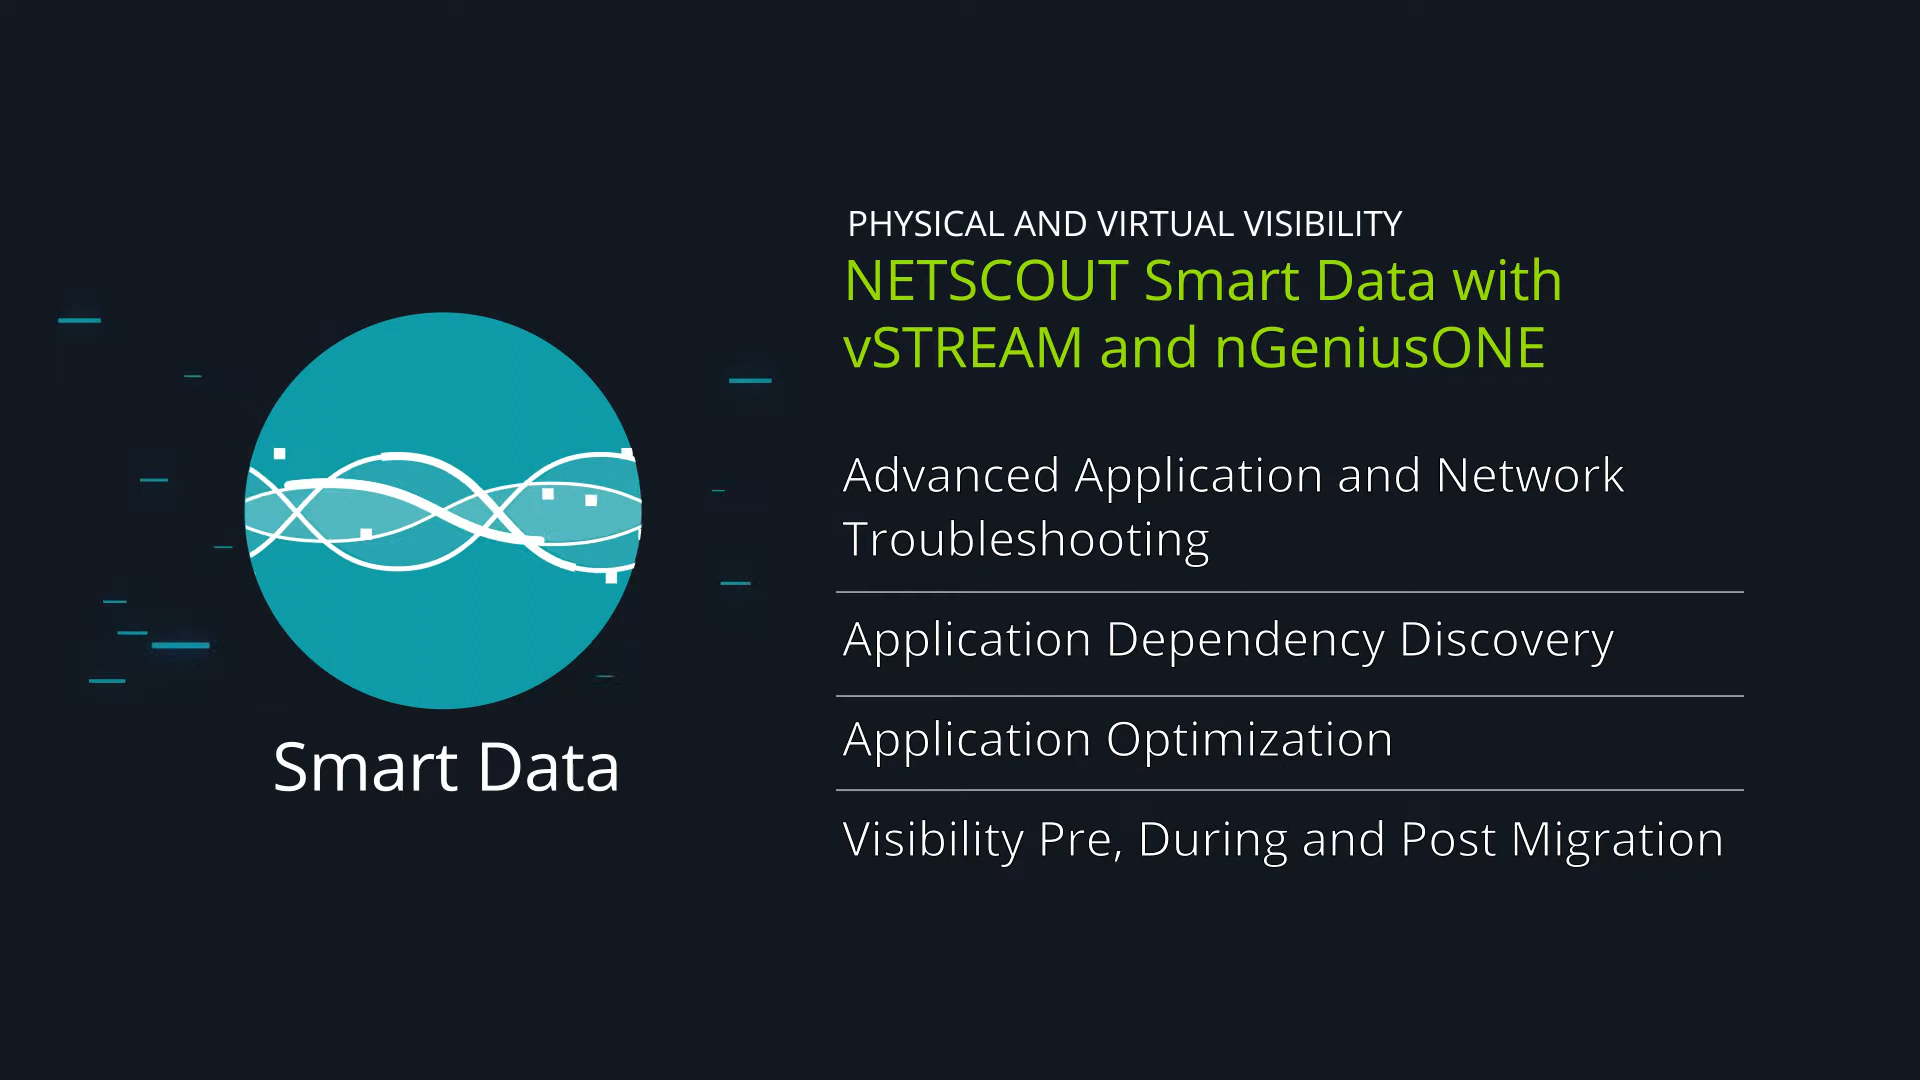 PHYSICAL AND VIRTUAL VISIBILITY
NETSCOUT Smart Data with
vSTREAM and nGeniusONE
Advanced Application and Network
Troubleshooting
Application Dependency Discovery
Application Optimization
Visibility Pre, During and Post Migration
Smart Data